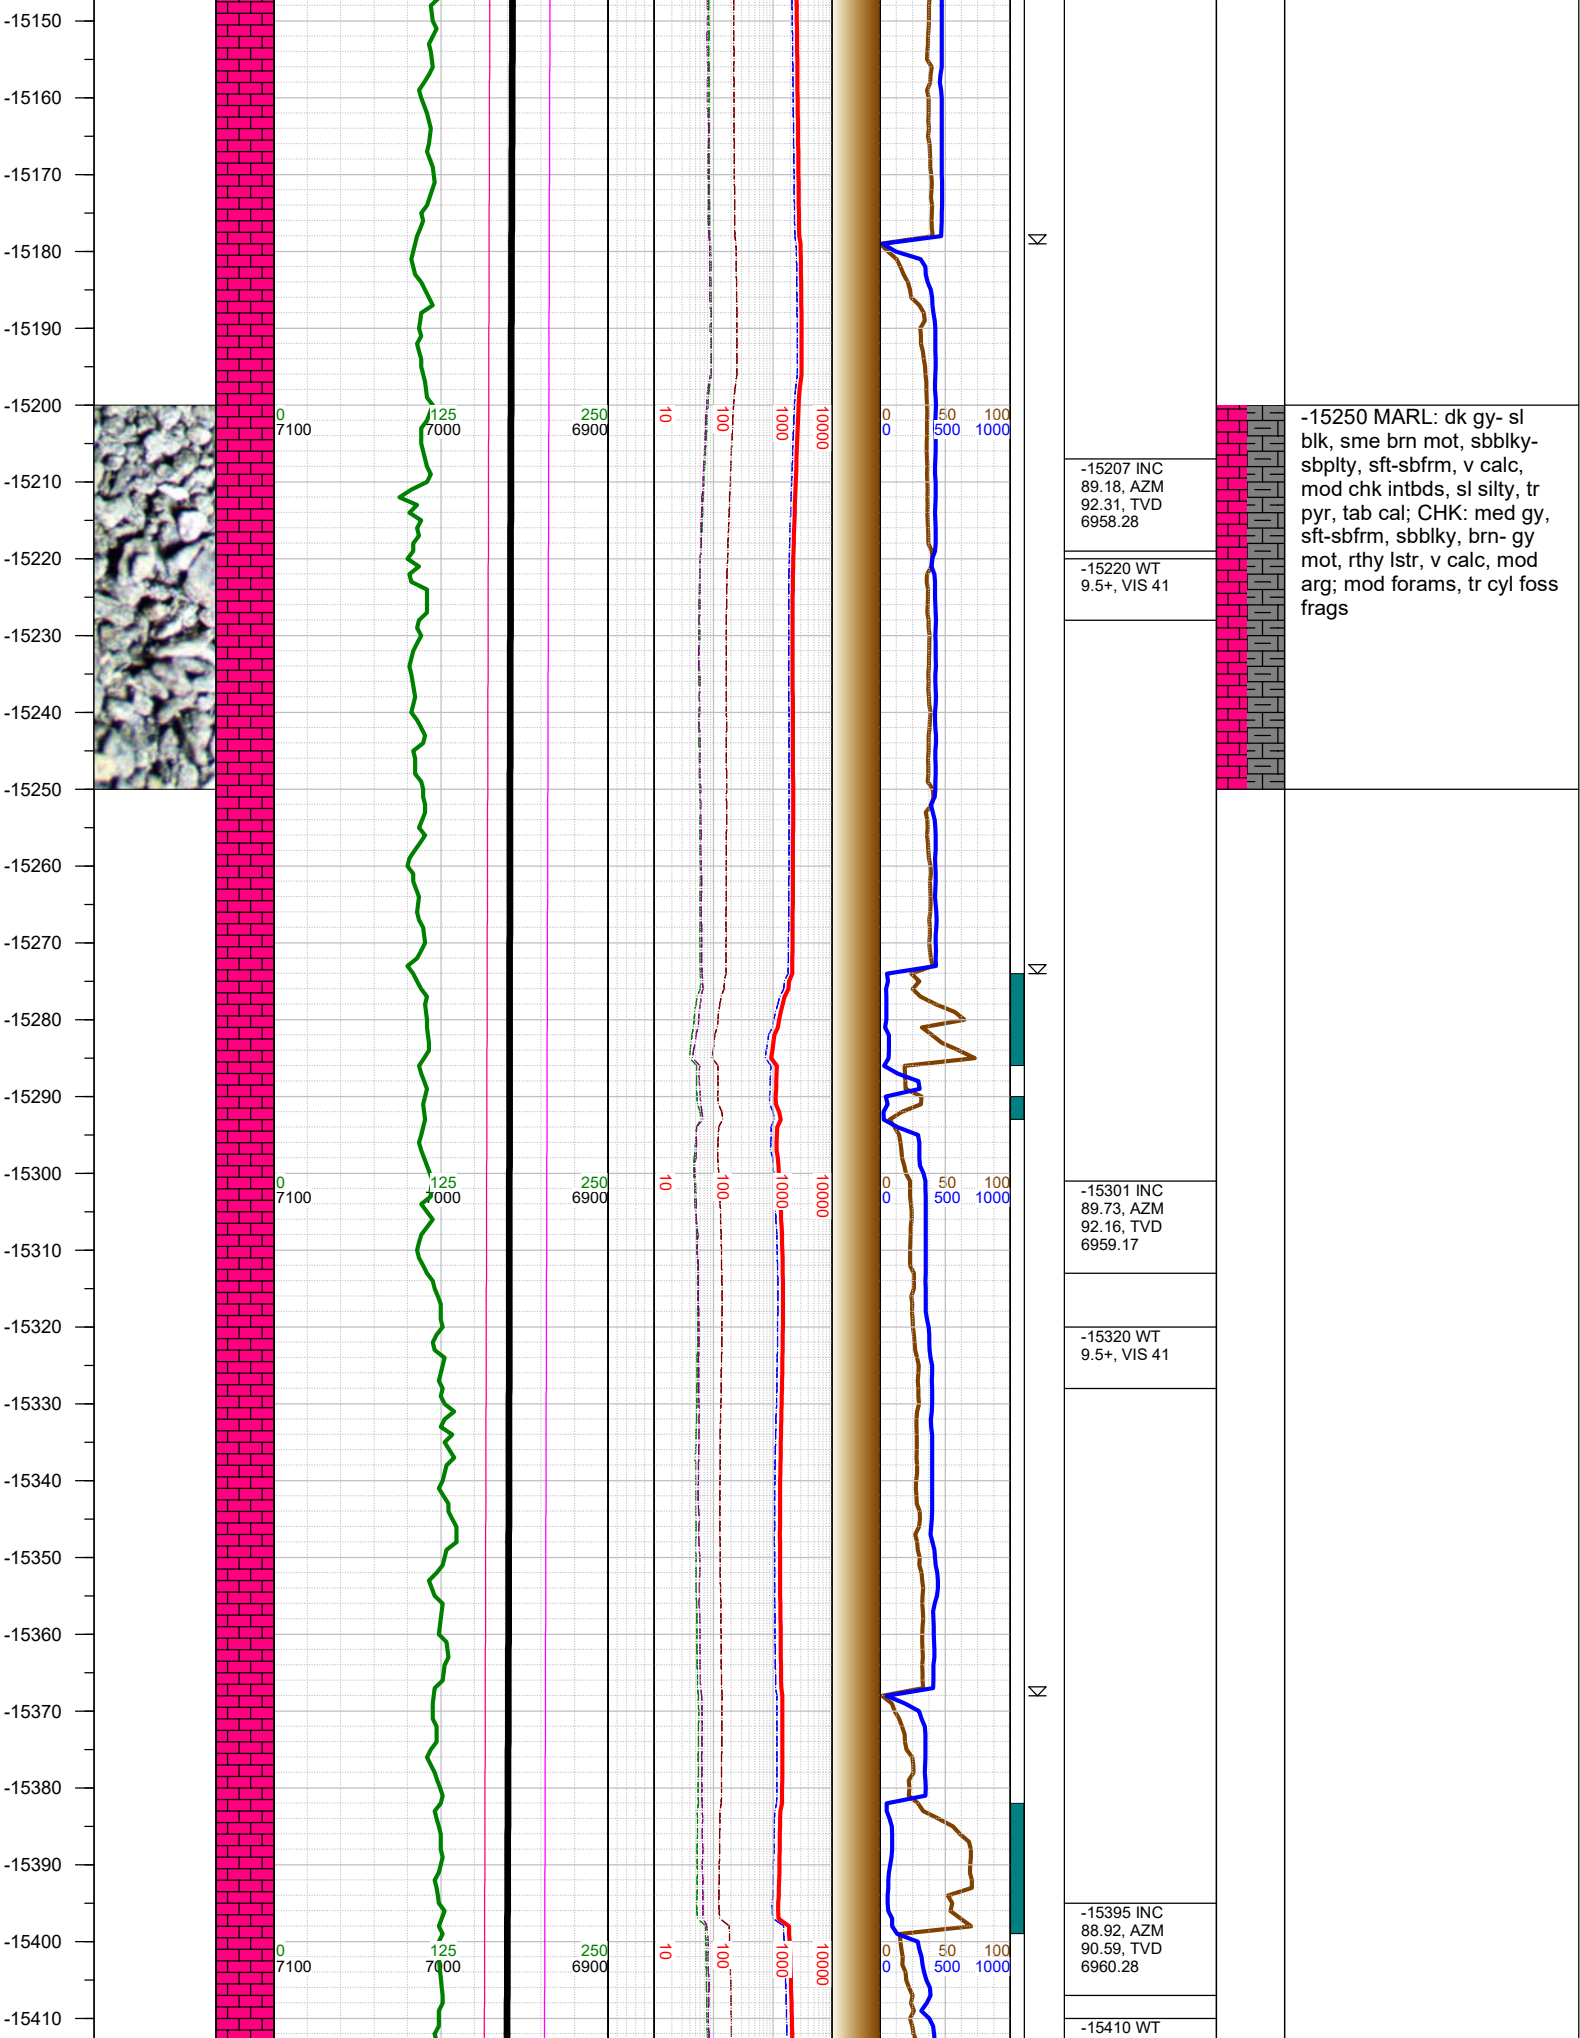 -15150
-15160
-15170
-15180
-15190
-15200
0 125 250 10 100 1000 10000 0 50 100
7100 7000 6900 0 500 1000
-15250 MARL: dk gy- sl
blk, sme brn mot, sbblky-
sbplty, sft-sbfrm, v calc,
mod chk intbds, sl silty, tr
pyr, tab cal; CHK: med gy,
sft-sbfrm, sbblky, brn- gy
mot, rthy lstr, v calc, mod
arg; mod forams, tr cyl foss
frags
-15207 INC
89.18, AZM
92.31, TVD
6958.28
-15210
-15220
-15220 WT
9.5+, VIS 41
-15230
-15240
-15250
-15260
-15270
-15280
-15290
-15300
0 125 250 10 100 1000 10000 0 50 100
7100 7000 6900 0 500 1000
-15301 INC
89.73, AZM
92.16, TVD
6959.17
-15310
-15320
-15320 WT
9.5+, VIS 41
-15330
-15340
-15350
-15360
-15370
-15380
-15390
-15395 INC
88.92, AZM
90.59, TVD
6960.28
-15400
0 125 250 10 100 1000 10000 0 50 100
7100 7000 6900 0 500 1000
-15410
-15410 WT